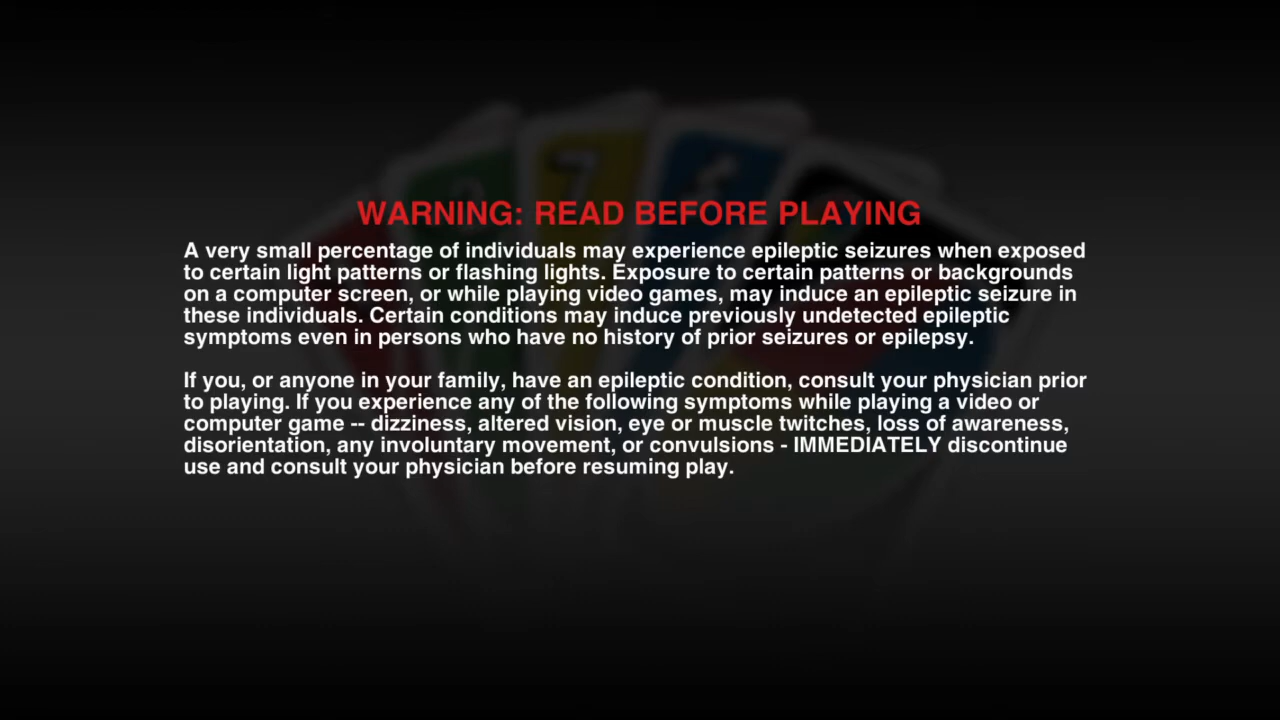 WARNING: READ BEFORE PLAYING
A very small percentage of individuals may experience epileptic seizures when exposed
to certain light patterns or flashing lights. Exposure to certain patterns or backgrounds
on a computer screen, or while playing video games, may induce an epileptic seizure in
these individuals. Certain conditions may induce previously undetected epileptic
symptoms even in persons who have no history of prior seizures or epilepsy.
If you, or anyone in your family, have an epileptic condition, consult your physician prior
to playing. If you experience any of the following symptoms while playing a video or
computer game -- dizziness, altered vision, eye or muscle twitches, loss of awareness,
disorientation, any involuntary movement, or convulsions - IMMEDIATELY discontinue
use and consult your physician before resuming play.